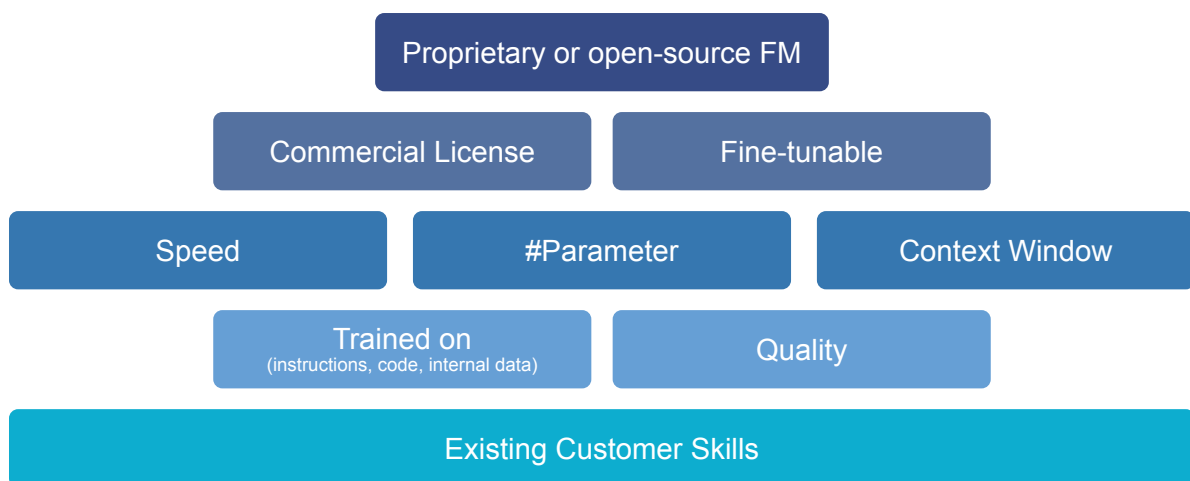 Proprietary or open-source FM
Commercial License
Fine-tunable
Speed
#Parameter
Context Window
Trained on
(instructions, code, internal data)
Quality
Existing Customer Skills